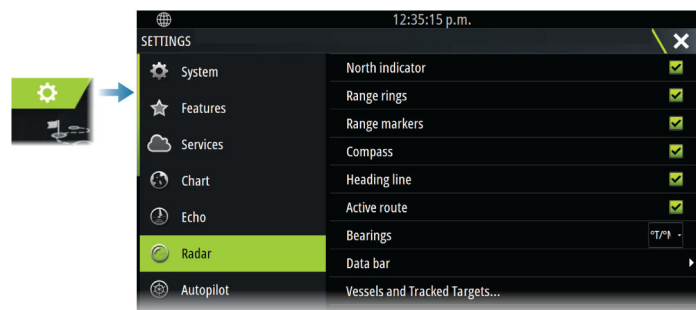 12:35:15 p.m.
SETTINGS
System
Features
Services
Chart
Echo
Radar
Autopilot
North indicator
Range rings
Range markers
Compass
Heading line
Active route
Bearings
Data bar
Vessels and Tracked Targets...